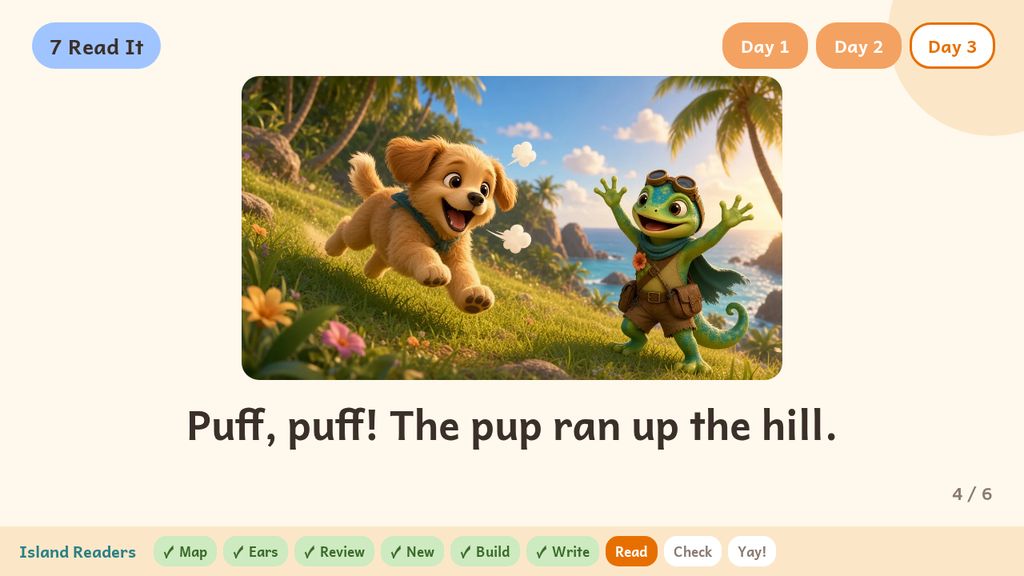 7 Read It
Day 1
Day 2
Day 3
Puff, puff! The pup ran up the hill.
4 / 6
Island Readers
✓ Map
✓ Ears
✓ Review
✓ New
✓ Build
✓ Write
Read
Check
Yay!